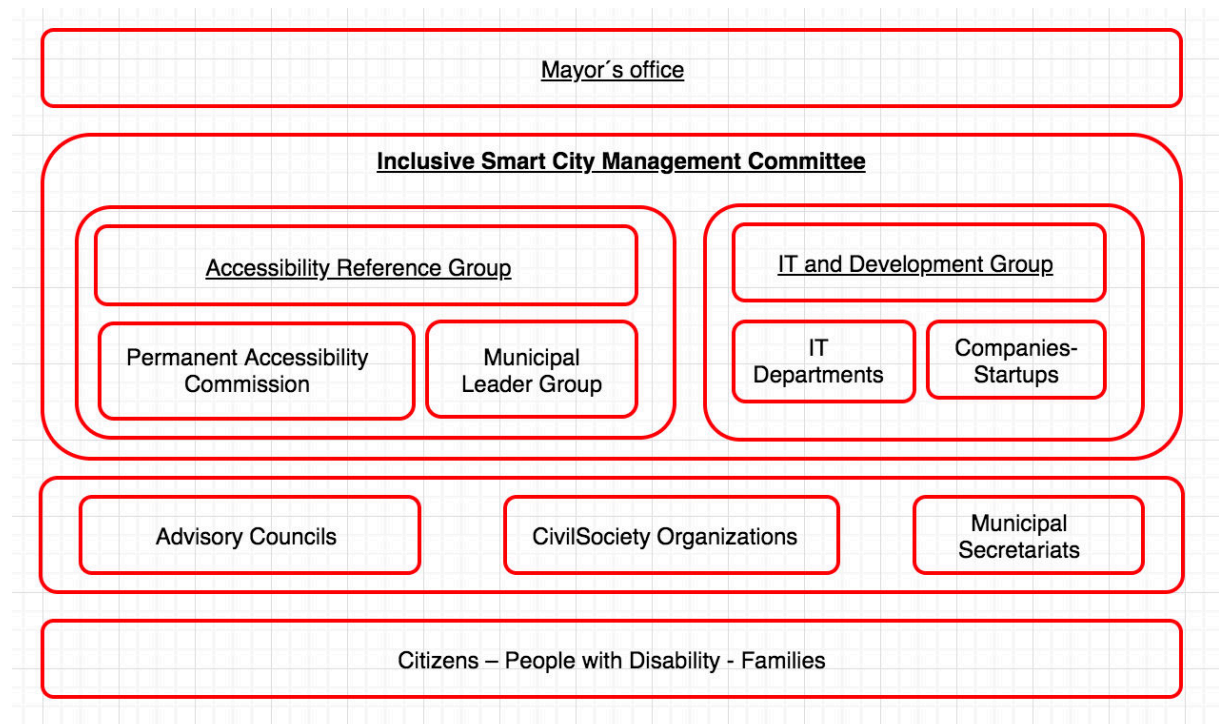 Mayor´s office
Inclusive Smart City Management Committee
Accessibility Reference Group
Permanent Accessibility
Commission
Municipal
Leader Group
IT and Development Group
IT
Departments
Companies-
Startups
Advisory Councils
CivilSociety Organizations
Municipal
Secretariats
Citizens – People with Disability - Families